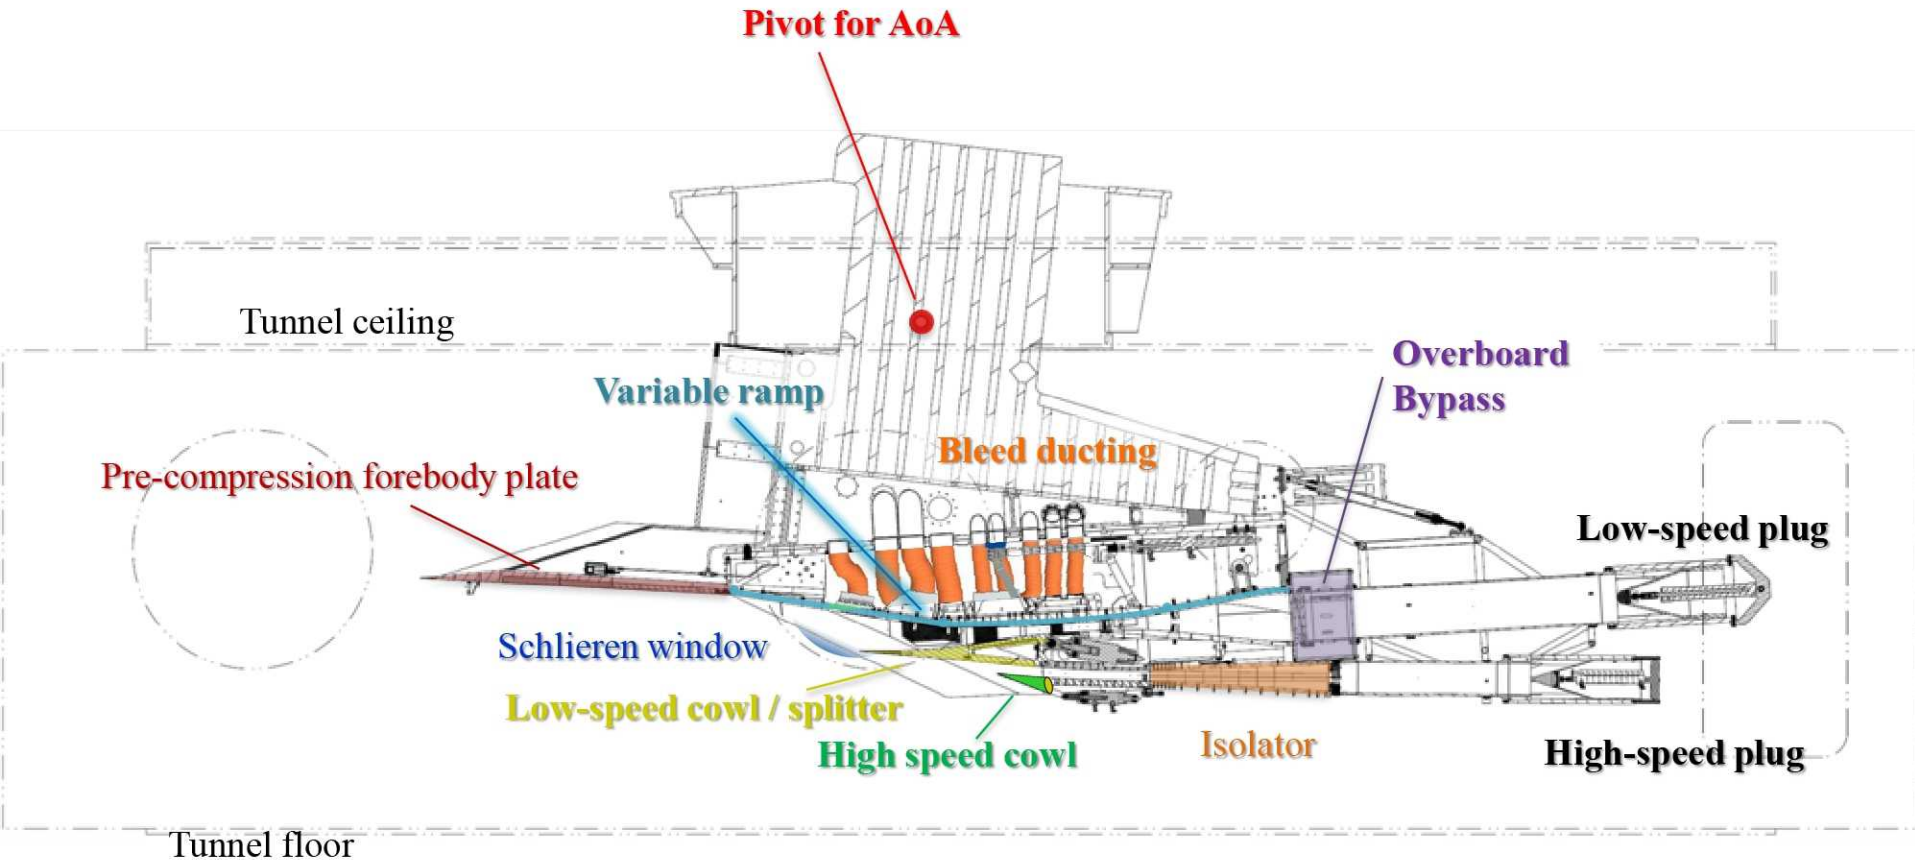 Pivot for AoA
Tunnel ceiling
Overboard
Bypass
Variable ramp
Bleed ducting
Pre-compression forebody plate
Low-speed plug
Schlieren window
Low-speed cowl / splitter
High speed cowl
Isolator
High-speed plug
Tunnel floor